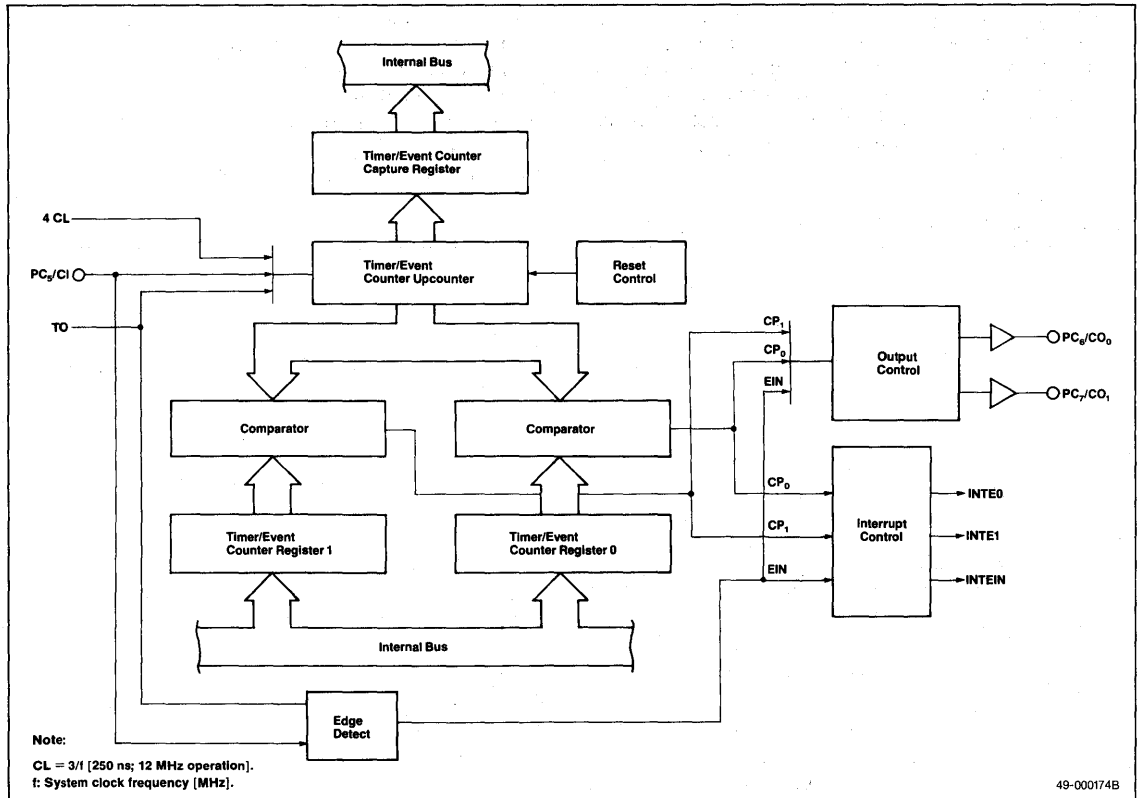 Internal Bus
Timer/Event Counter
Capture Register
4 CL
PC₅/CI
TO
Timer/Event
Counter Upcounter
Reset
Control
CP₁
CP₀
EIN
Output
Control
PC₆/CO₀
PC₇/CO₁
Comparator
Comparator
Timer/Event
Counter Register 1
Timer/Event
Counter Register 0
CP₀
CP₁
EIN
Interrupt
Control
INTE0
INTE1
INTEIN
Internal Bus
Edge
Detect
Note:
CL = 3/f [250 ns; 12 MHz operation].
f: System clock frequency [MHz].
49-000174B